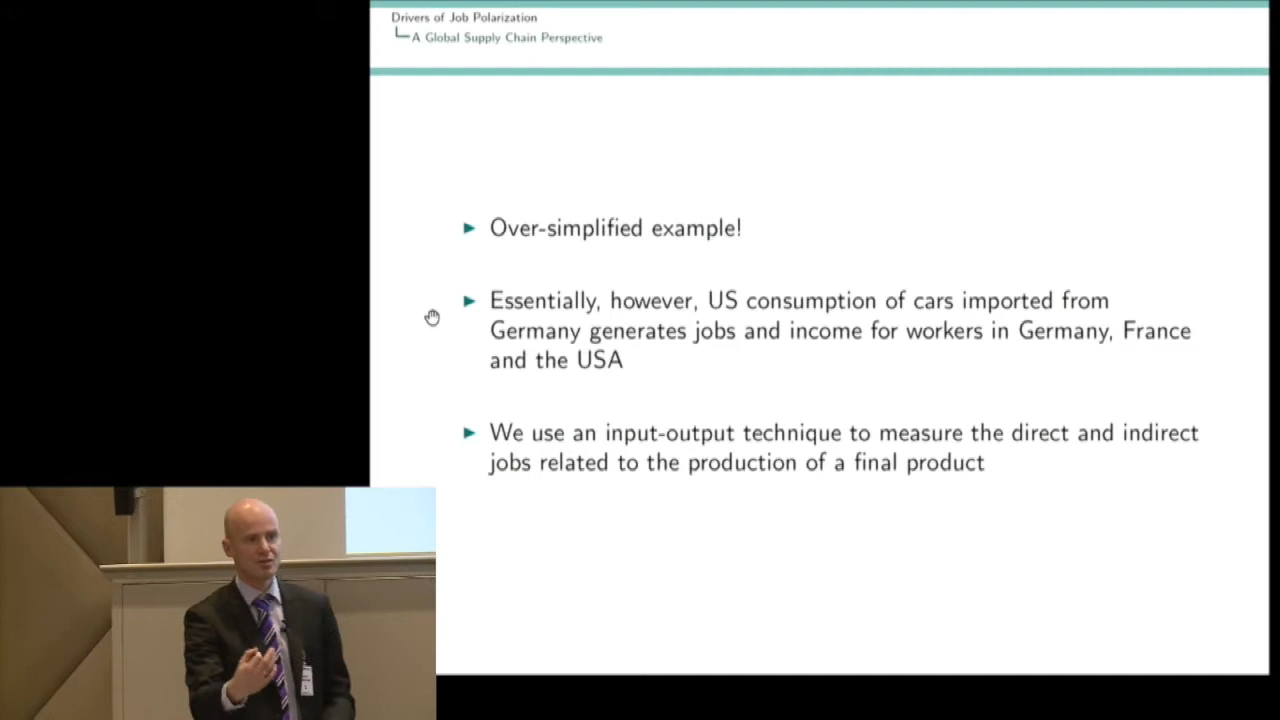 Drivers of Job Polarization
A Global Supply Chain Perspective
Over-simplified example!
Essentially, however, US consumption of cars imported from
Germany generates jobs and income for workers in Germany, France
and the USA
We use an input-output technique to measure the direct and indirect
jobs related to the production of a final product